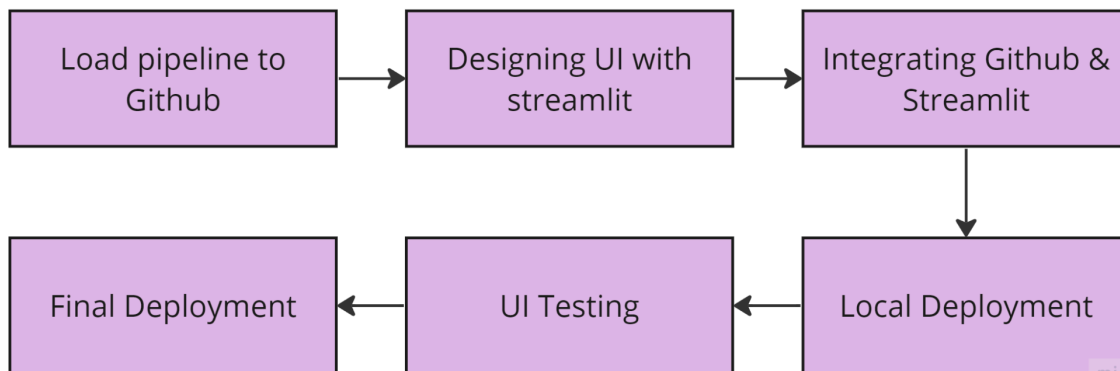 Load pipeline to
Github
Designing UI with
streamlit
Integrating Github &
Streamlit
Final Deployment
UI Testing
Local Deployment